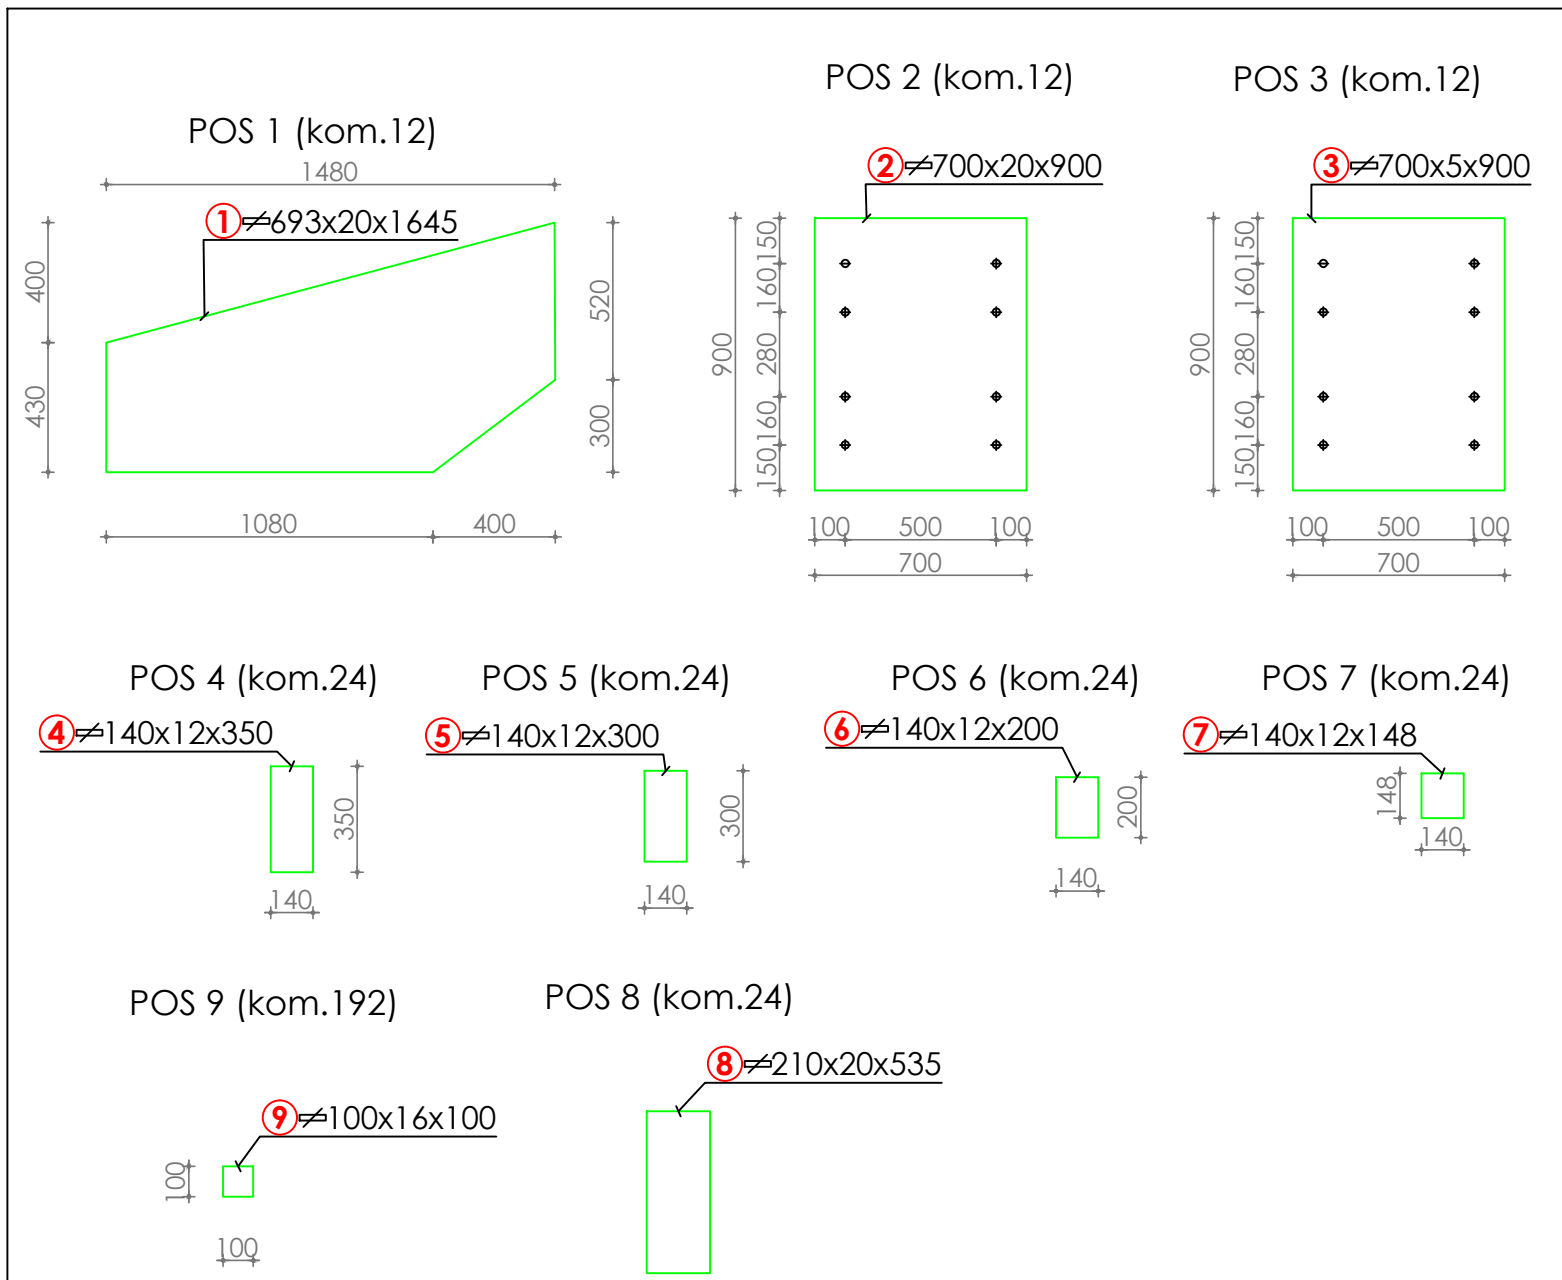 POS 1 (kom.12)
1480
1 693x20x1645
400
430
520
300
1080
400
POS 2 (kom.12)
2 700x20x900
900
150
160
280
160
150
100
500
100
700
POS 3 (kom.12)
3 700x5x900
900
150
160
280
160
150
100
500
100
700
POS 4 (kom.24)
4 140x12x350
350
140
POS 5 (kom.24)
5 140x12x300
300
140
POS 6 (kom.24)
6 140x12x200
200
140
POS 7 (kom.24)
7 140x12x148
148
140
POS 9 (kom.192)
9 100x16x100
100
100
POS 8 (kom.24)
8 210x20x535